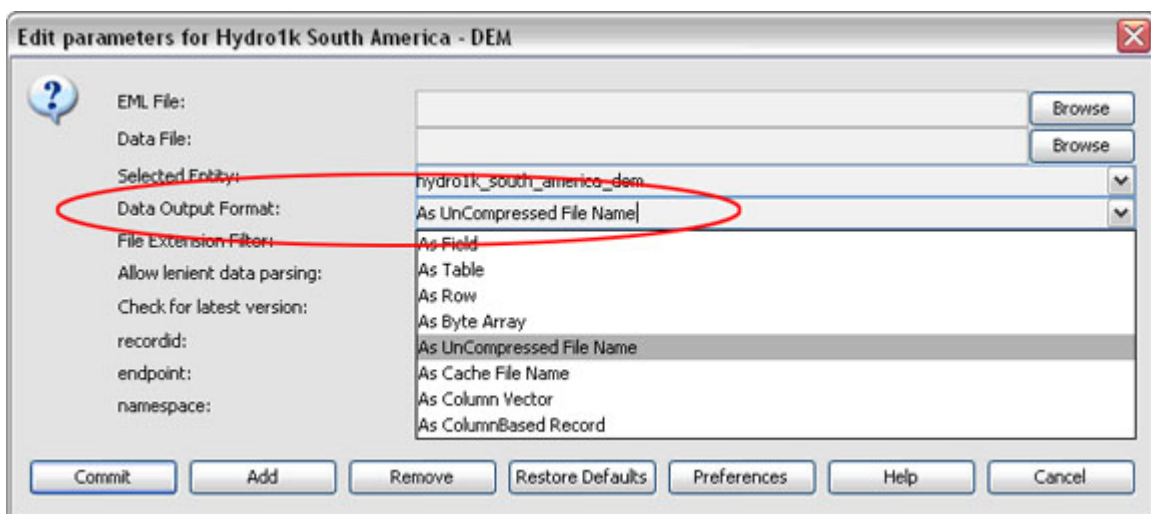 Edit parameters for Hydro1k South America - DEM
EML File:
Browse
Data File:
Browse
Selected Entity:
hydro1k_south_america_dem
Data Output Format:
As UnCompressed File Name
File Extension Filter:
As Field
Allow lenient data parsing:
As Table
As Row
Check for latest version:
As Byte Array
recordid:
As UnCompressed File Name
endpoint:
As Cache File Name
As Column Vector
namespace:
As ColumnBased Record
Commit
Add
Remove
Restore Defaults
Preferences
Help
Cancel